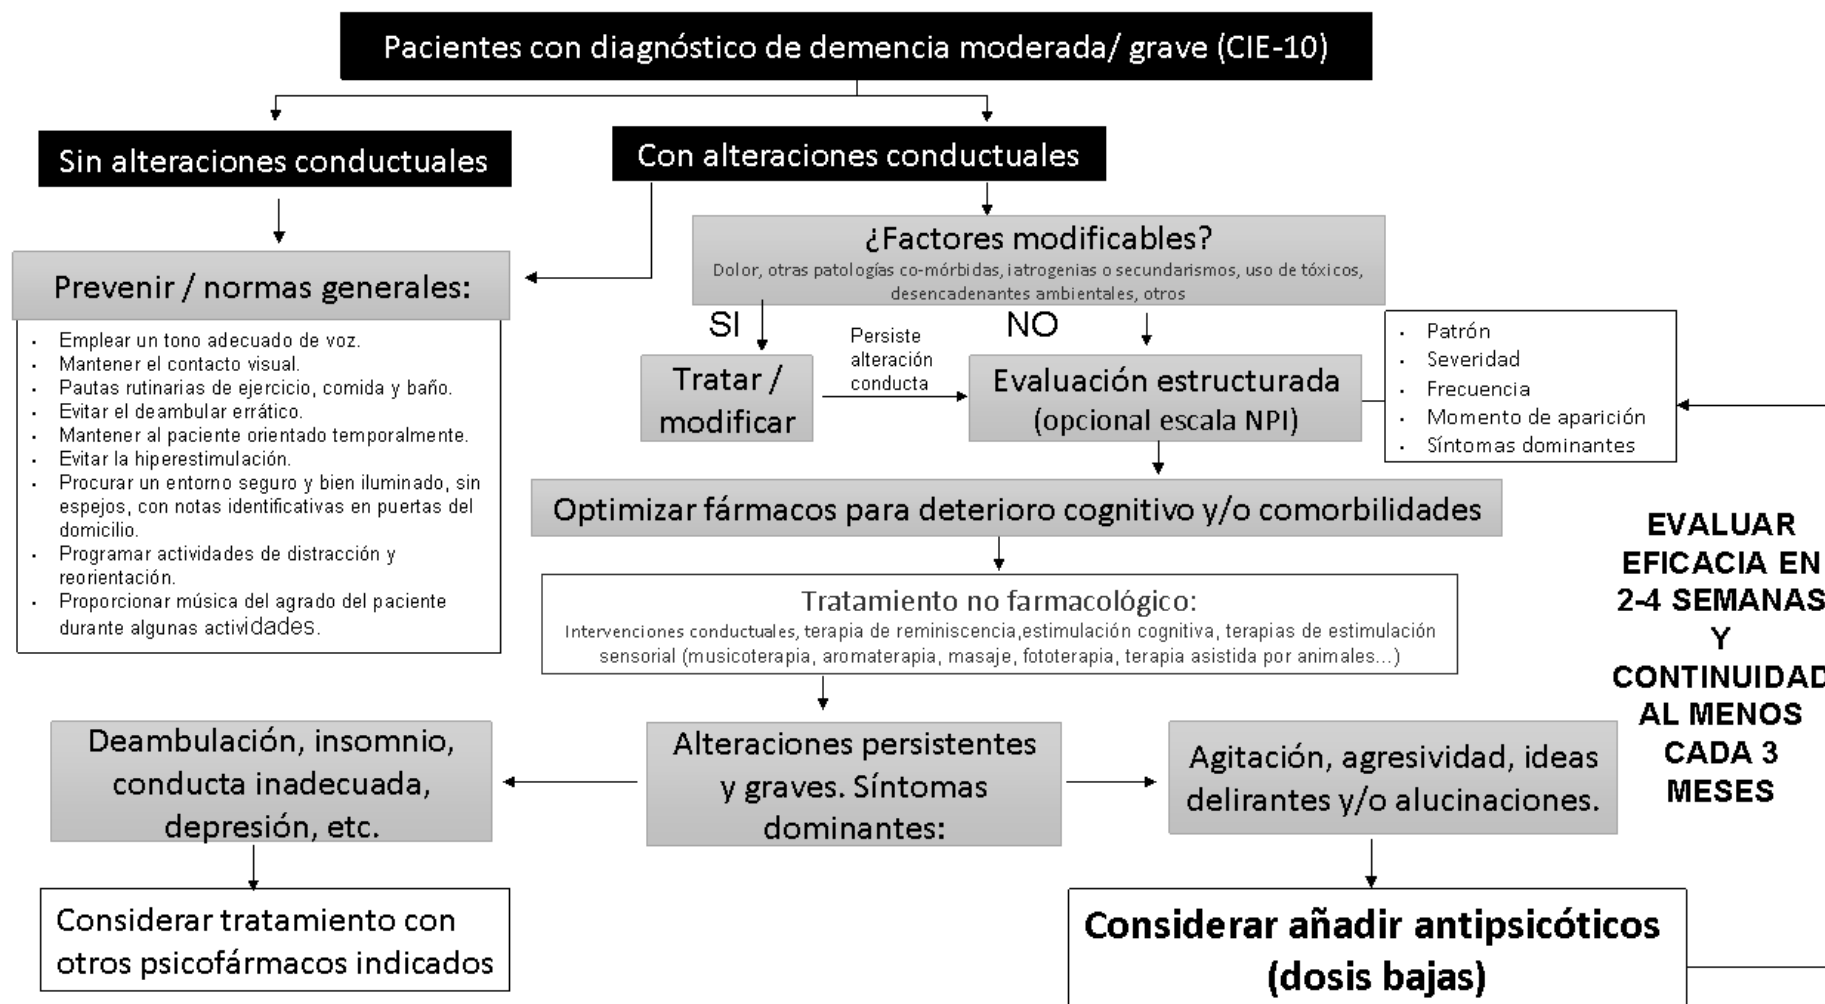 Pacientes con diagnóstico de demencia moderada/ grave (CIE-10)
Sin alteraciones conductuales
Con alteraciones conductuales
¿Factores modificables?
Dolor, otras patologías co-mórbidas, iatrogenias o secundarismos, uso de tóxicos,
desencadenantes ambientales, otros
Prevenir / normas generales:
· Emplear un tono adecuado de voz.
· Mantener el contacto visual.
· Pautas rutinarias de ejercicio, comida y baño.
· Evitar el deambular errático.
· Mantener al paciente orientado temporalmente.
· Evitar la hiperestimulación.
· Procurar un entorno seguro y bien iluminado, sin
espejos, con notas identificativas en puertas del
domicilio.
· Programar actividades de distracción y
reorientación.
· Proporcionar música del agrado del paciente
durante algunas actividades.
SI
NO
Tratar /
modificar
Persiste
alteración
conducta
Evaluación estructurada
(opcional escala NPI)
· Patrón
· Severidad
· Frecuencia
· Momento de aparición
· Síntomas dominantes
Optimizar fármacos para deterioro cognitivo y/o comorbilidades
Tratamiento no farmacológico:
Intervenciones conductuales, terapia de reminiscencia,estimulación cognitiva, terapias de estimulación
sensorial (musicoterapia, aromaterapia, masaje, fototerapia, terapia asistida por animales...)
EVALUAR
EFICACIA EN
2-4 SEMANAS
Y
CONTINUIDAD
AL MENOS
CADA 3
MESES
Deambulación, insomnio,
conducta inadecuada,
depresión, etc.
Alteraciones persistentes
y graves. Síntomas
dominantes:
Agitación, agresividad, ideas
delirantes y/o alucinaciones.
Considerar tratamiento con
otros psicofármacos indicados
Considerar añadir antipsicóticos
(dosis bajas)